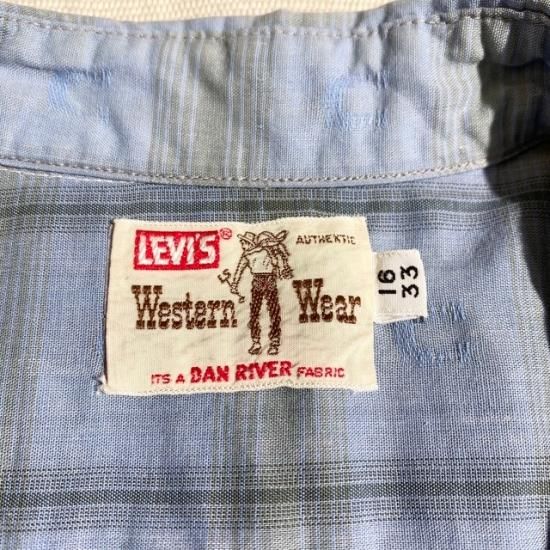 LEVI'S®
AUTHENTIC
Western Wear
ITS A DAN RIVER FABRIC
16
33